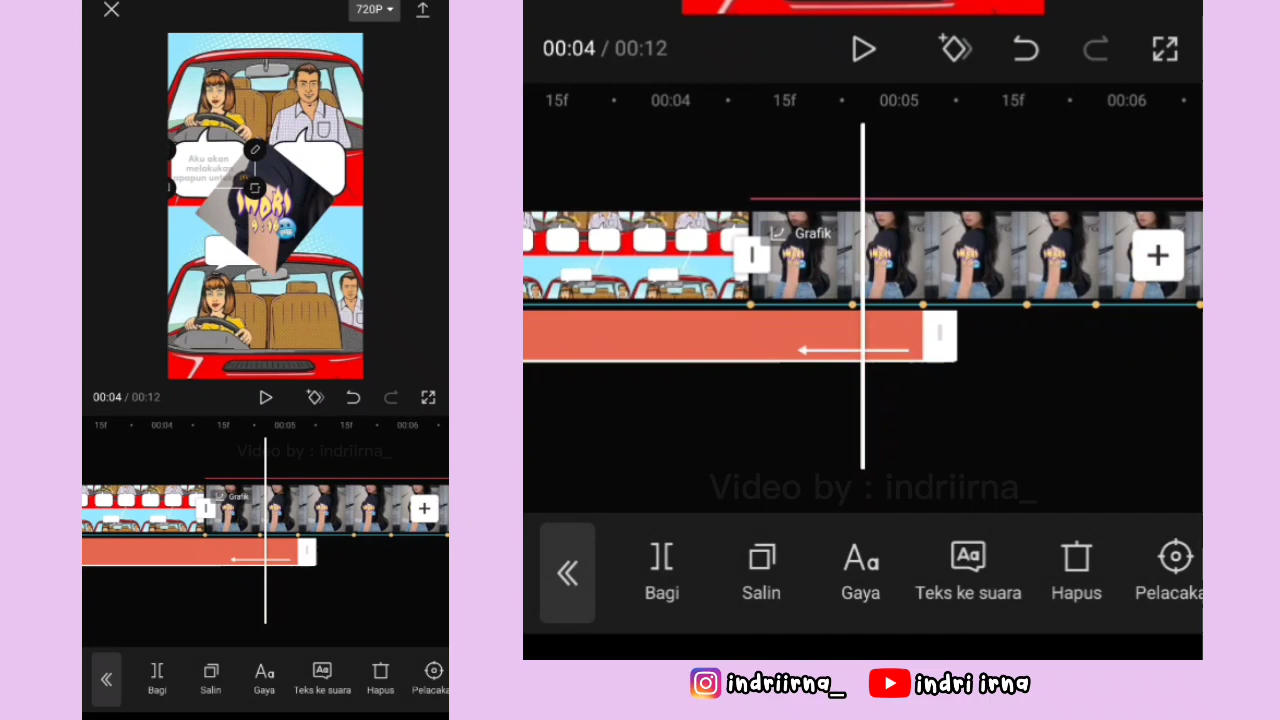 720P
Aku akan
melakukan
apapun untuk
INDRI
00:04 / 00:12
15f 00:04 15f 00:05 15f 00:06
Video by : indriirna_
Grafik
Bagi Salin Gaya Teks ke suara Hapus Pelacaka
00:04 / 00:12
15f 00:04 15f 00:05 15f 00:06
Grafik
Video by : indriirna_
Bagi Salin Gaya Teks ke suara Hapus Pelacaka
indriirna_ indri irna